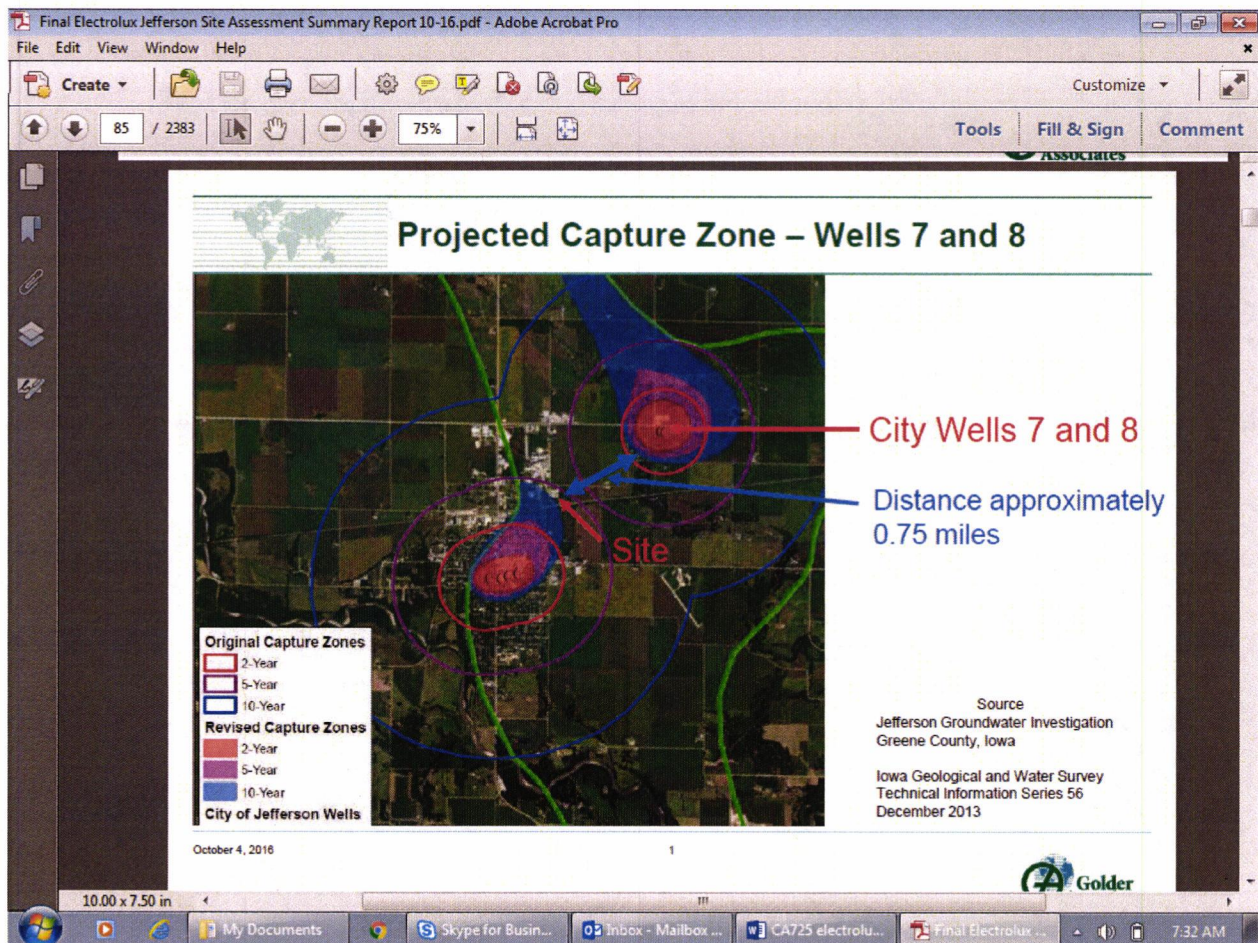 Final Electrolux Jefferson Site Assessment Summary Report 10-16.pdf - Adobe Acrobat Pro
File Edit View Window Help
Create
Customize
85 / 2383
75%
Tools Fill & Sign Comment
Associates
Projected Capture Zone – Wells 7 and 8
City Wells 7 and 8
Distance approximately
0.75 miles
Site
Original Capture Zones
2-Year
5-Year
10-Year
Revised Capture Zones
2-Year
5-Year
10-Year
City of Jefferson Wells
Source
Jefferson Groundwater Investigation
Greene County, Iowa
Iowa Geological and Water Survey
Technical Information Series 56
December 2013
October 4, 2016
1
GA Golder
10.00 x 7.50 in
My Documents
Skype for Busin...
Inbox - Mailbox ...
CA725 electrolu...
Final Electrolux ...
7:32 AM